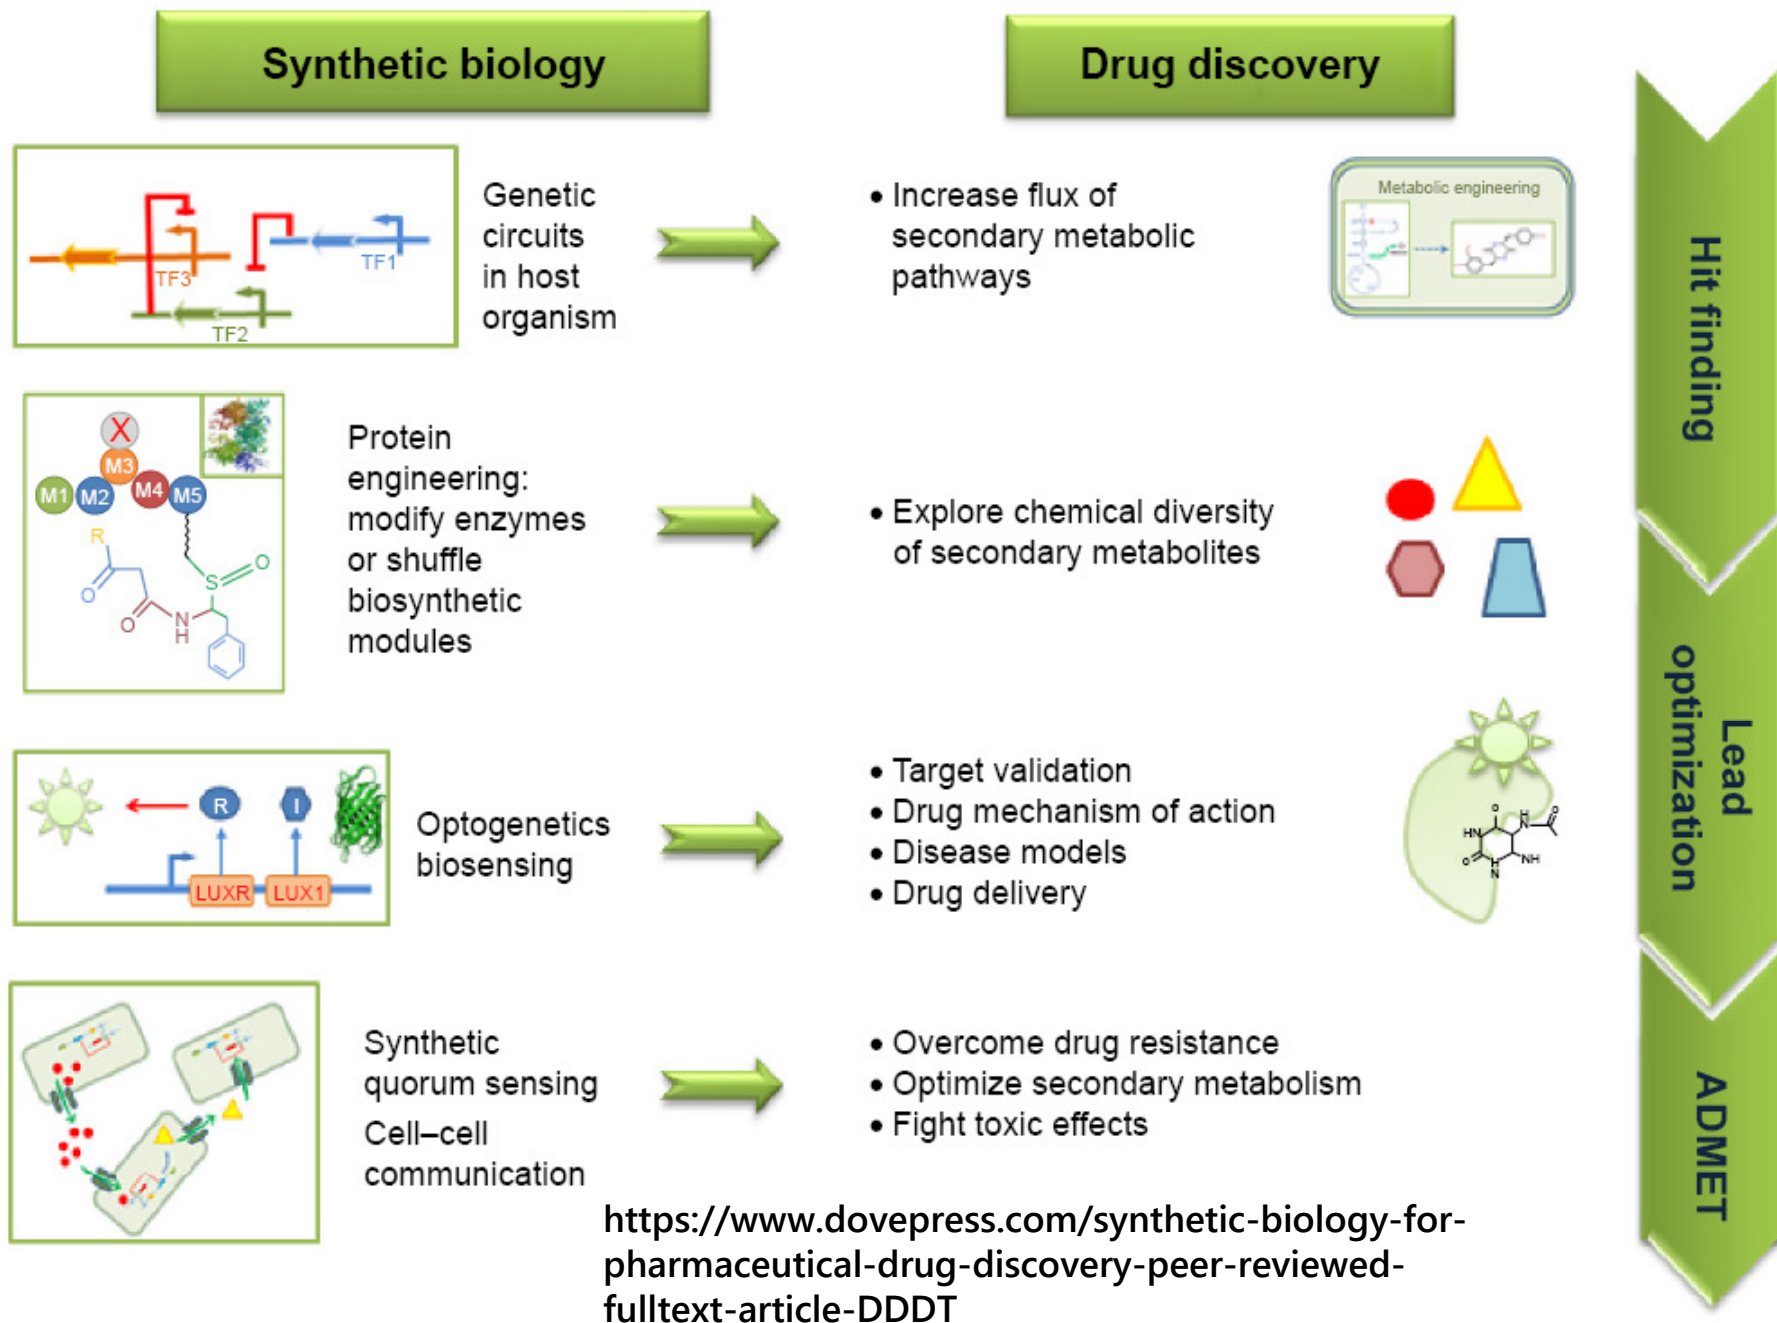 Synthetic biology
Drug discovery
Genetic
circuits
in host
organism
TF3
TF1
TF2
• Increase flux of
secondary metabolic
pathways
Metabolic engineering
Hit finding
X
M1
M2
M3
M4
M5
R
O
O
S
O
N
H
Protein
engineering:
modify enzymes
or shuffle
biosynthetic
modules
• Explore chemical diversity
of secondary metabolites
Lead
optimization
R
I
LUXR
LUX1
Optogenetics
biosensing
• Target validation
• Drug mechanism of action
• Disease models
• Drug delivery
O
HN
N
H
O
O
NH
H
N
Synthetic
quorum sensing
Cell–cell
communication
• Overcome drug resistance
• Optimize secondary metabolism
• Fight toxic effects
ADMET
https://www.dovepress.com/synthetic-biology-for-
pharmaceutical-drug-discovery-peer-reviewed-
fulltext-article-DDDT